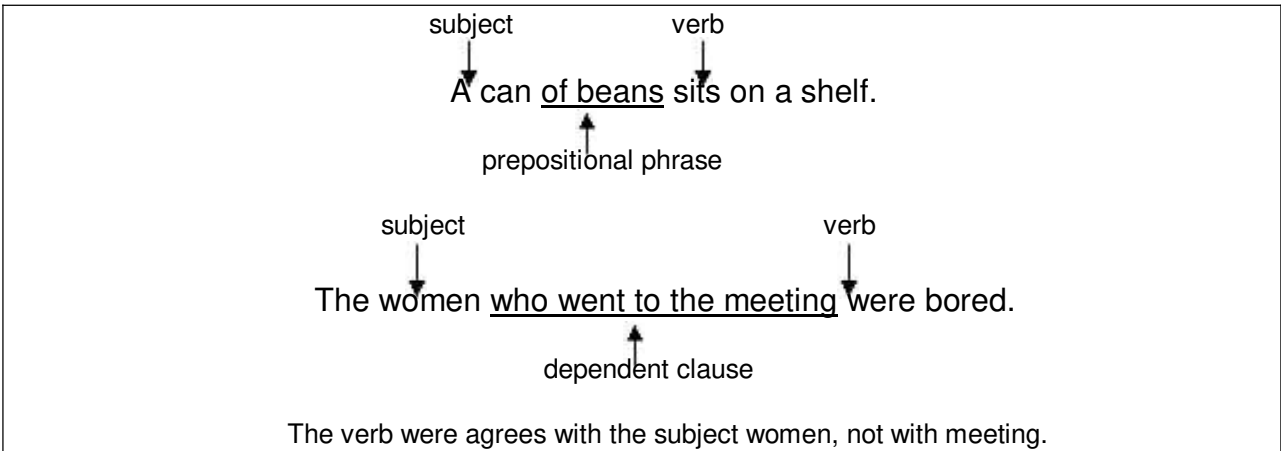 subject verb
A can of beans sits on a shelf.
prepositional phrase
subject verb
The women who went to the meeting were bored.
dependent clause
The verb were agrees with the subject women, not with meeting.